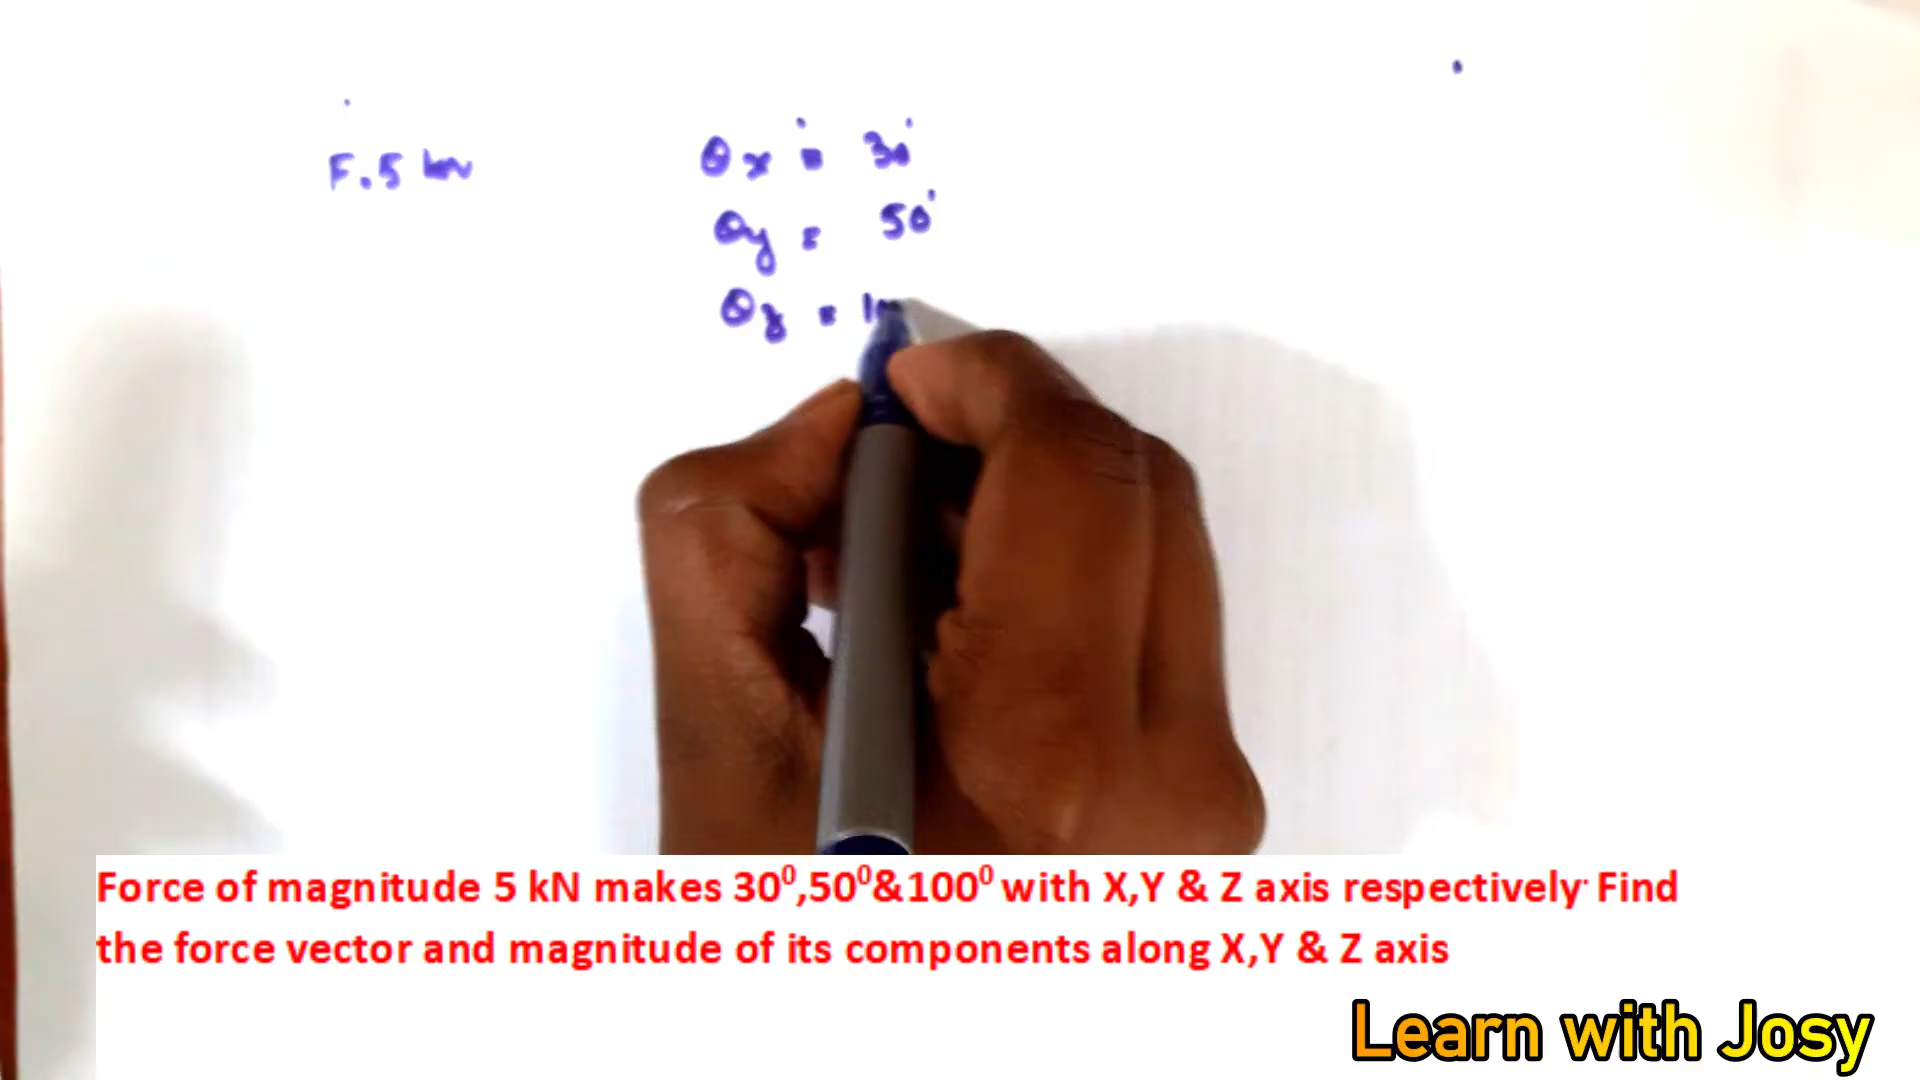 F.5 kN
θx = 30°
θy = 50°
θz = 10
Force of magnitude 5 kN makes 30⁰,50⁰&100⁰ with X,Y & Z axis respectively. Find
the force vector and magnitude of its components along X,Y & Z axis
Learn with Josy